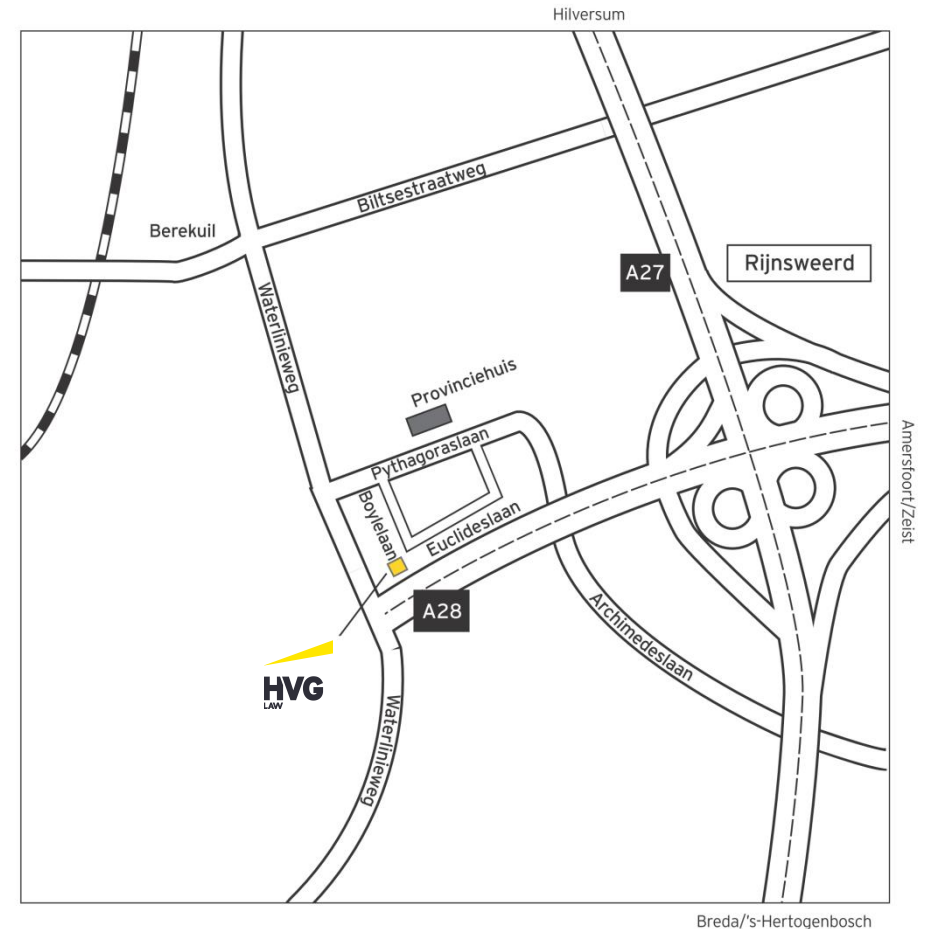 Hilversum
Biltsestraatweg
Berekuil
A27
Rijnsweerd
Waterlinieweg
Provinciehuis
Pythagoraslaan
Amersfoort/Zeist
Boylelaan
Euclideslaan
A28
Archimedeslaan
HVG
LAW
Waterlinieweg
Breda/'s-Hertogenbosch